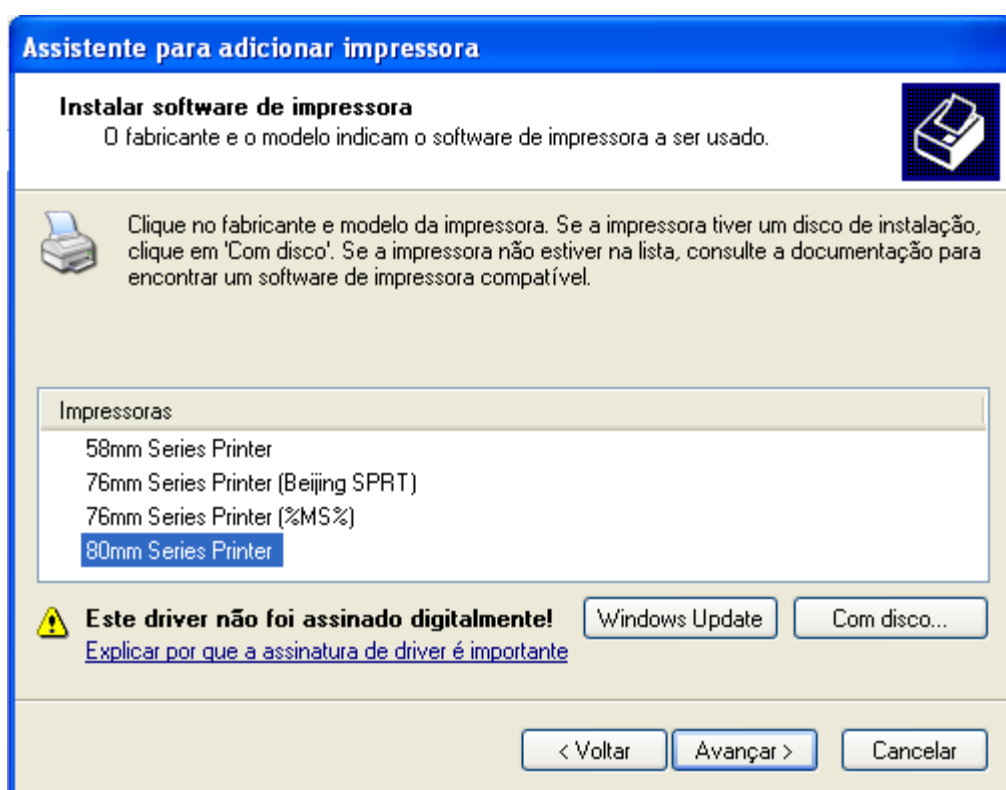 Assistente para adicionar impressora
Instalar software de impressora
O fabricante e o modelo indicam o software de impressora a ser usado.
Clique no fabricante e modelo da impressora. Se a impressora tiver um disco de instalação,
clique em 'Com disco'. Se a impressora não estiver na lista, consulte a documentação para
encontrar um software de impressora compatível.
Impressoras
58mm Series Printer
76mm Series Printer (Beijing SPRT)
76mm Series Printer (%MS%)
80mm Series Printer
Este driver não foi assinado digitalmente!
Windows Update
Com disco...
Explicar por que a assinatura de driver é importante
< Voltar
Avançar >
Cancelar